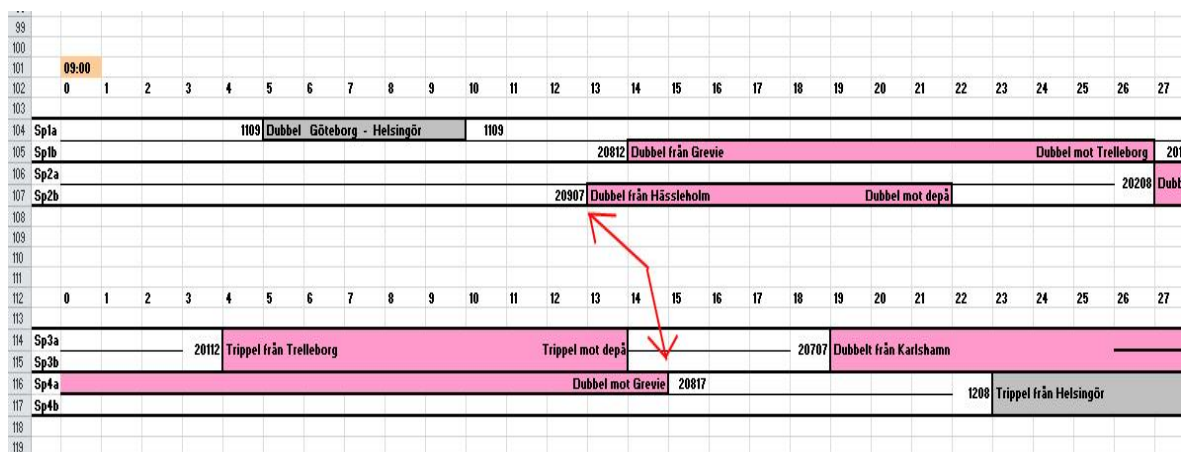 99
100
101 09:00
102 0 1 2 3 4 5 6 7 8 9 10 11 12 13 14 15 16 17 18 19 20 21 22 23 24 25 26 27
103
104 Sp1a 1109 Dubbel Göteborg - Helsingör 1109
105 Sp1b 20812 Dubbel från Grevie Dubbel mot Trelleborg 201
106 Sp2a
20208 Dubb
107 Sp2b 20907 Dubbel från Hässleholm Dubbel mot depå
108
109
110
111
112 0 1 2 3 4 5 6 7 8 9 10 11 12 13 14 15 16 17 18 19 20 21 22 23 24 25 26 27
113
114 Sp3a
20112 Trippel från Trelleborg Trippel mot depå 20707 Dubbelt från Karlshamn
115 Sp3b
116 Sp4a Dubbel mot Grevie 20817
1208 Trippel från Helsingör
117 Sp4b
118
119